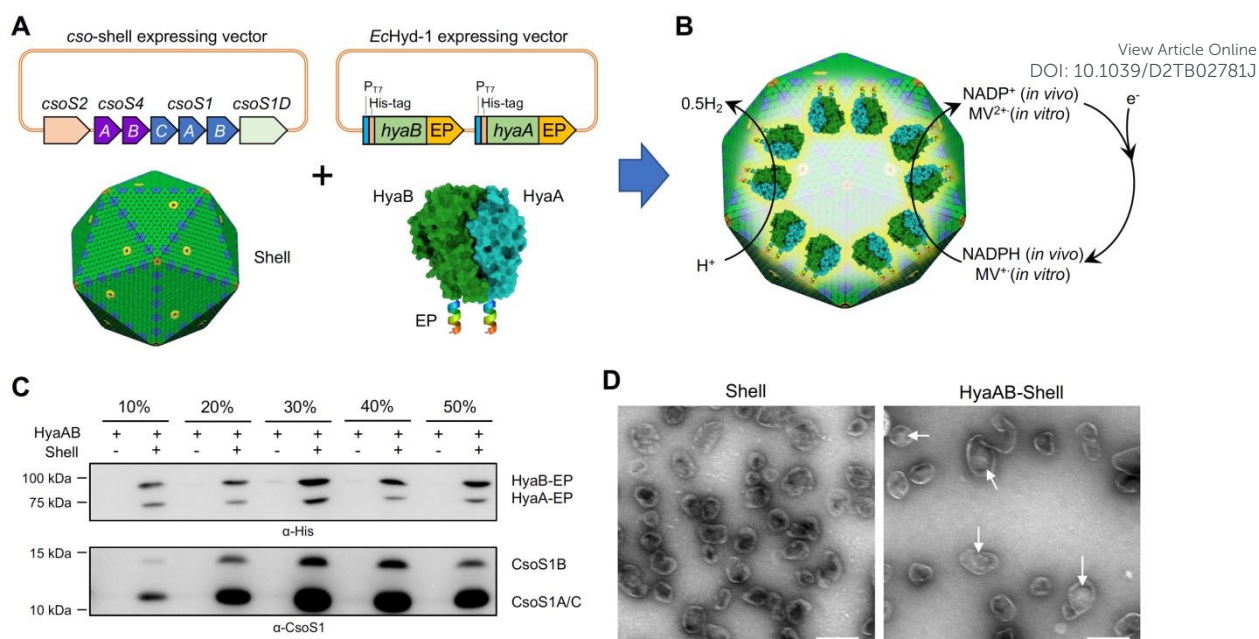 View Article Online
DOI: 10.1039/D2TB02781J
A
cso-shell expressing vector
csoS2 csoS4 csoS1 csoS1D
A B C A B
Shell
+
EcHyd-1 expressing vector
PT7 PT7
His-tag His-tag
hyaB EP hyaA EP
HyaB HyaA
EP
B
0.5H2
H+
NADP+ (in vivo)
MV2+ (in vitro)
e-
NADPH (in vivo)
MV+· (in vitro)
C
10% 20% 30% 40% 50%
HyaAB + + + + + + + + + +
Shell - + - + - + - + - +
100 kDa HyaB-EP
75 kDa HyaA-EP
α-His
15 kDa CsoS1B
10 kDa CsoS1A/C
α-CsoS1
D
Shell HyaAB-Shell